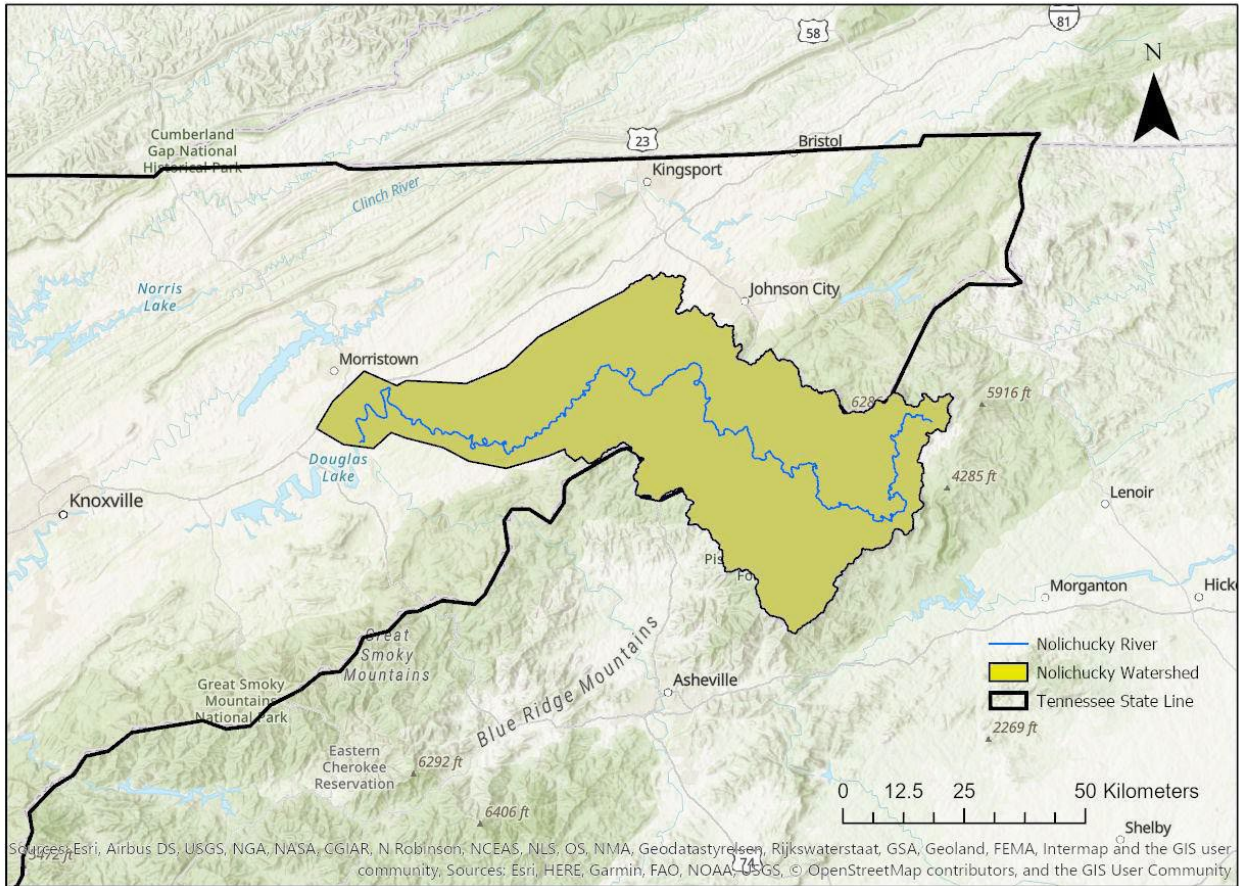 81
58
N
Cumberland
Gap National
Historical Park
23
Bristol
Kingsport
Clinch River
Norris
Lake
Johnson City
Morristown
5916 ft
Douglas
Lake
4285 ft
Knoxville
Lenoir
Morganton
Hick
Great
Smoky
Mountains
Nolichucky River
Nolichucky Watershed
Tennessee State Line
Asheville
Great Smoky
Mountains
National Park
Blue Ridge Mountains
2269 ft
Eastern
Cherokee
Reservation
6292 ft
0 12.5 25 50 Kilometers
6406 ft
Shelby
Sources: Esri, Airbus DS, USGS, NGA, NASA, CGIAR, N Robinson, NCEAS, NLS, OS, NMA, Geodatastyrelsen, Rijkswaterstaat, GSA, Geoland, FEMA, Intermap and the GIS user
community, Sources: Esri, HERE, Garmin, FAO, NOAA, USGS, © OpenStreetMap contributors, and the GIS User Community
74